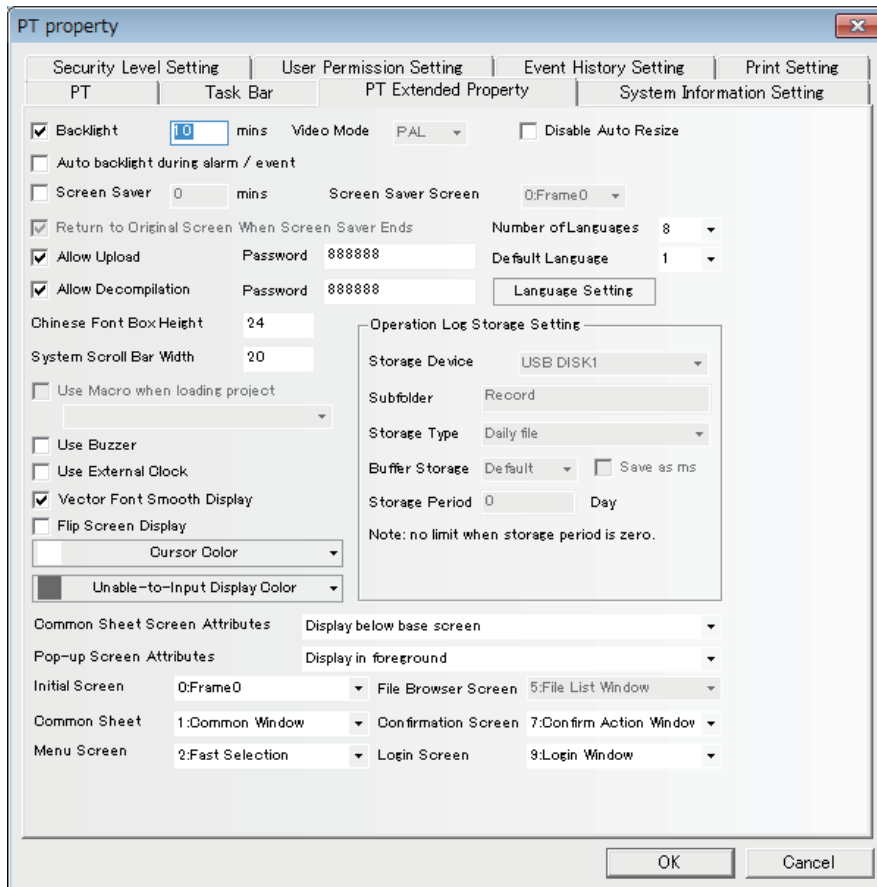 PT property
Security Level Setting User Permission Setting Event History Setting Print Setting
PT Task Bar PT Extended Property System Information Setting
Backlight 10 mins Video Mode PAL Disable Auto Resize
Auto backlight during alarm / event
Screen Saver 0 mins Screen Saver Screen 0:Frame0
Return to Original Screen When Screen Saver Ends Number of Languages 8
Allow Upload Password 888888 Default Language 1
Allow Decompilation Password 888888 Language Setting
Chinese Font Box Height 24
System Scroll Bar Width 20
Use Macro when loading project
Use Buzzer
Use External Clock
Vector Font Smooth Display
Flip Screen Display
Cursor Color
Unable-to-Input Display Color
Operation Log Storage Setting
Storage Device USB DISK1
Subfolder Record
Storage Type Daily file
Buffer Storage Default Save as ms
Storage Period 0 Day
Note: no limit when storage period is zero.
Common Sheet Screen Attributes Display below base screen
Pop-up Screen Attributes Display in foreground
Initial Screen 0:Frame0 File Browser Screen 5:File List Window
Common Sheet 1:Common Window Confirmation Screen 7:Confirm Action Window
Menu Screen 2:Fast Selection Login Screen 9:Login Window
OK Cancel